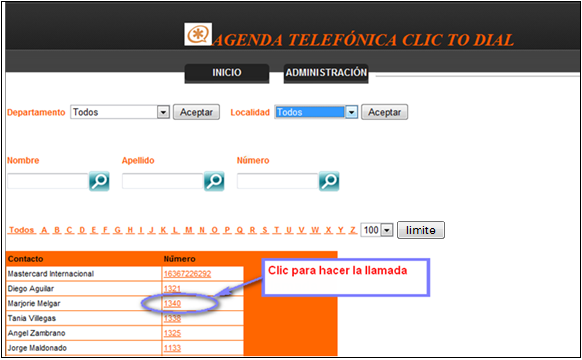 AGENDA TELEFÓNICA CLIC TO DIAL
INICIO ADMINISTRACIÓN
Departamento Todos Aceptar Localidad Todos Aceptar
Nombre Apellido Número
Todos A B C D E F G H I J K L M N O P Q R S T U V W X Y Z 100 limite
Contacto Número
Mastercard Internacional 16367226292
Clic para hacer la llamada
Diego Aguilar 1321
Marjorie Melgar 1340
Tania Villegas 1338
Angel Zambrano 1325
Jorge Maldonado 1133